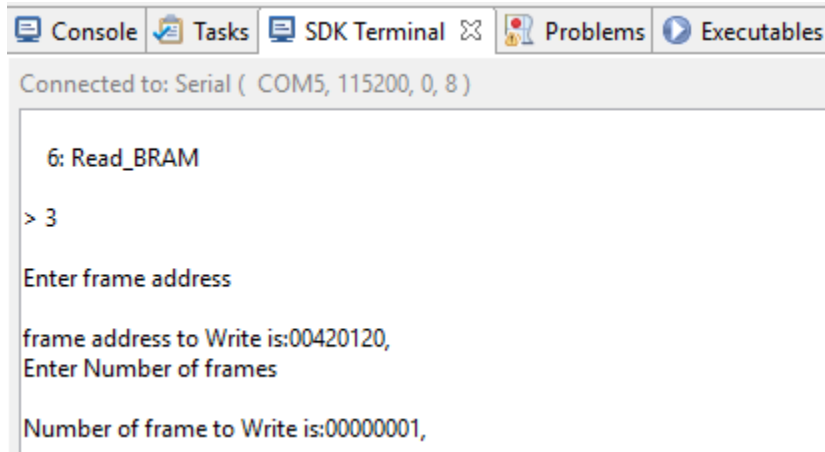 Console Tasks SDK Terminal Problems Executables
Connected to: Serial ( COM5, 115200, 0, 8 )
6: Read_BRAM
> 3
Enter frame address
frame address to Write is:00420120,
Enter Number of frames
Number of frame to Write is:00000001,